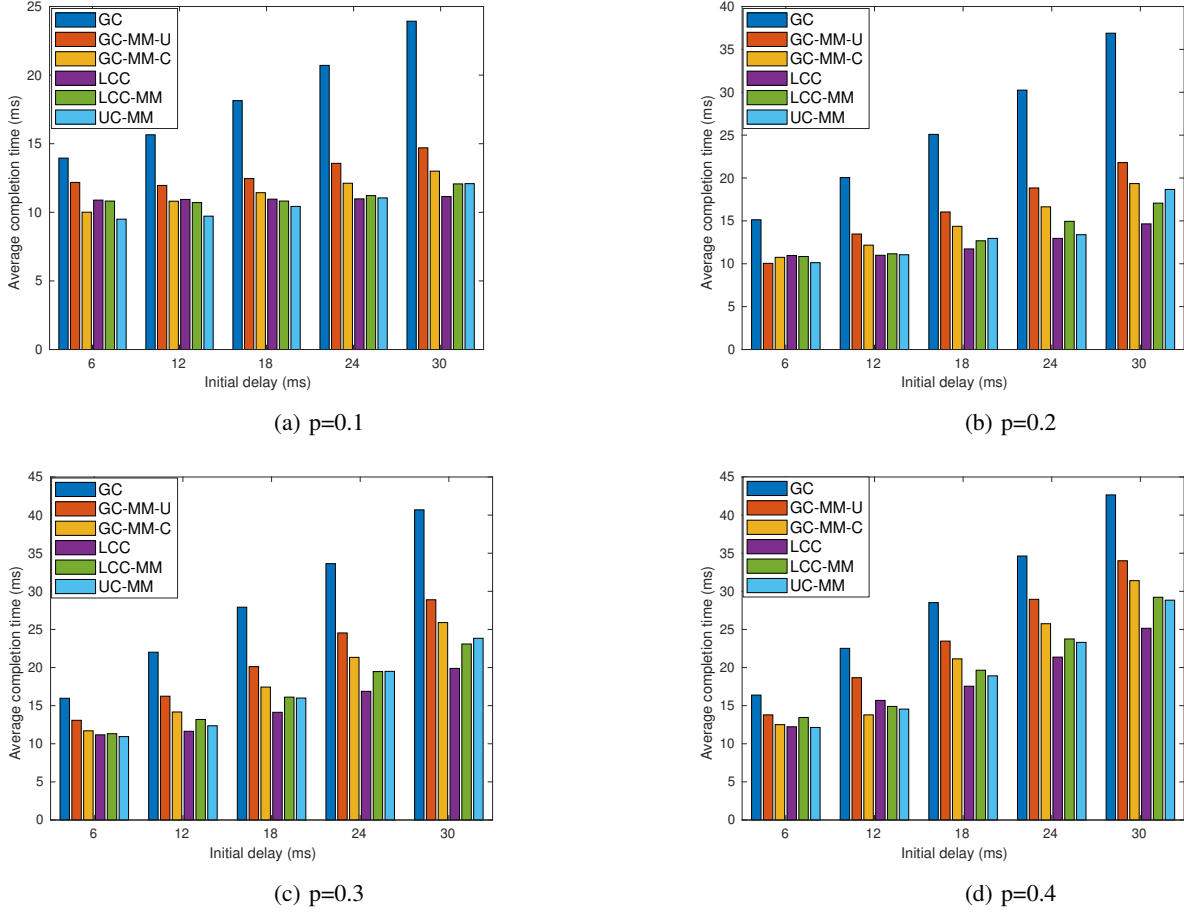 25
20
15
10
5
0
Average completion time (ms)
GC
GC-MM-U
GC-MM-C
LCC
LCC-MM
UC-MM
6 12 18 24 30
Initial delay (ms)
(a) p=0.1
40
35
30
25
20
15
10
5
0
Average completion time (ms)
GC
GC-MM-U
GC-MM-C
LCC
LCC-MM
UC-MM
6 12 18 24 30
Initial delay (ms)
(b) p=0.2
45
40
35
30
25
20
15
10
5
0
Average completion time (ms)
GC
GC-MM-U
GC-MM-C
LCC
LCC-MM
UC-MM
6 12 18 24 30
Initial delay (ms)
(c) p=0.3
45
40
35
30
25
20
15
10
5
0
Average completion time (ms)
GC
GC-MM-U
GC-MM-C
LCC
LCC-MM
UC-MM
6 12 18 24 30
Initial delay (ms)
(d) p=0.4